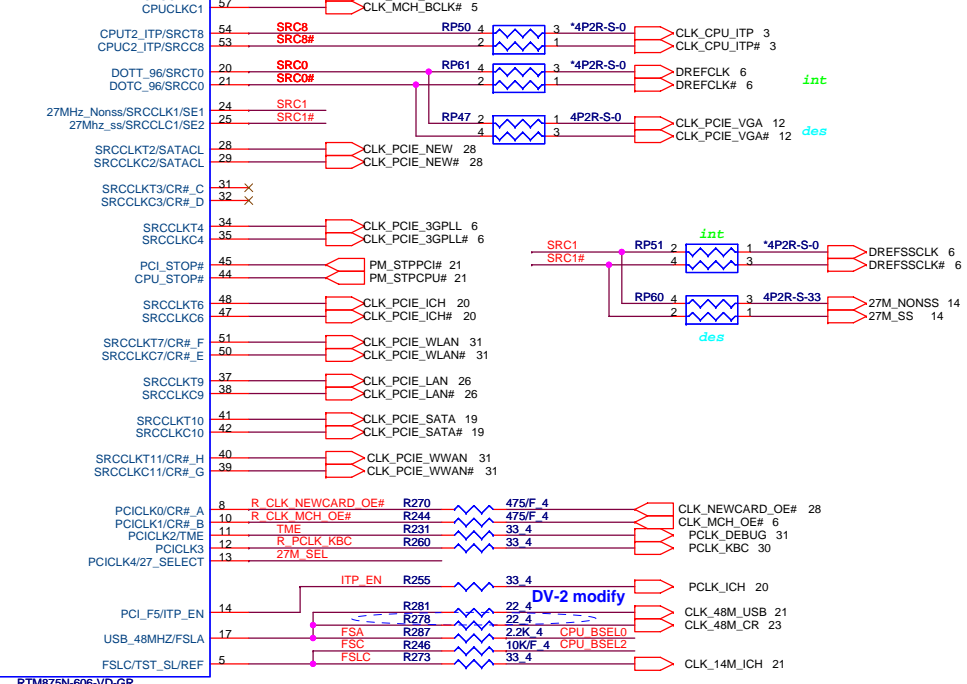 CPUCLKC1 57 CLK_MCH_BCLK# 5
CPUT2_ITP/SRCT8 54 SRC8 RP50 4 3 *4P2R-S-0 CLK_CPU_ITP 3
CPUC2_ITP/SRCC8 53 SRC8# 2 1 CLK_CPU_ITP# 3
DOTT_96/SRCT0 20 SRC0 RP61 4 3 *4P2R-S-0 DREFCLK 6
DOTC_96/SRCC0 21 SRC0# 2 1 DREFCLK# 6
int
27MHz_Nonss/SRCCLK1/SE1 24 SRC1
27Mhz_ss/SRCCLC1/SE2 25 SRC1#
RP47 2 1 4P2R-S-0 CLK_PCIE_VGA 12
4 3 CLK_PCIE_VGA# 12
des
SRCCLKT2/SATACL 28 CLK_PCIE_NEW 28
SRCCLKC2/SATACL 29 CLK_PCIE_NEW# 28
SRCCLKT3/CR#_C 31
SRCCLKC3/CR#_D 32
SRCCLKT4 34 CLK_PCIE_3GPLL 6
SRCCLKC4 35 CLK_PCIE_3GPLL# 6
int
SRC1 RP51 2 1 *4P2R-S-0 DREFSSCLK 6
SRC1# 4 3 DREFSSCLK# 6
PCI_STOP# 45 PM_STPPCI# 21
CPU_STOP# 44 PM_STPCPU# 21
SRCCLKT6 48 CLK_PCIE_ICH 20
SRCCLKC6 47 CLK_PCIE_ICH# 20
RP60 4 3 4P2R-S-33 27M_NONSS 14
2 1 27M_SS 14
des
SRCCLKT7/CR#_F 51 CLK_PCIE_WLAN 31
SRCCLKC7/CR#_E 50 CLK_PCIE_WLAN# 31
SRCCLKT9 37 CLK_PCIE_LAN 26
SRCCLKC9 38 CLK_PCIE_LAN# 26
SRCCLKT10 41 CLK_PCIE_SATA 19
SRCCLKC10 42 CLK_PCIE_SATA# 19
SRCCLKT11/CR#_H 40 CLK_PCIE_WWAN 31
SRCCLKC11/CR#_G 39 CLK_PCIE_WWAN# 31
PCICLK0/CR#_A 8 R_CLK_NEWCARD_OE# R270 475/F_4 CLK_NEWCARD_OE# 28
PCICLK1/CR#_B 10 R_CLK_MCH_OE# R244 475/F_4 CLK_MCH_OE# 6
PCICLK2/TME 11 TME R231 33_4 PCLK_DEBUG 31
PCICLK3 12 R_PCLK_KBC R260 33_4 PCLK_KBC 30
PCICLK4/27_SELECT 13 27M_SEL
ITP_EN R255 33_4 PCLK_ICH 20
DV-2 modify
PCI_F5/ITP_EN 14
R281 22_4 CLK_48M_USB 21
R278 22_4 CLK_48M_CR 23
USB_48MHZ/FSLA 17 FSA R287 2.2K_4 CPU_BSEL0
FSC R246 10K/F_4 CPU_BSEL2
FSLC/TST_SL/REF 5 FSLC R273 33_4 CLK_14M_ICH 21
RTM875N-606-VD-GR